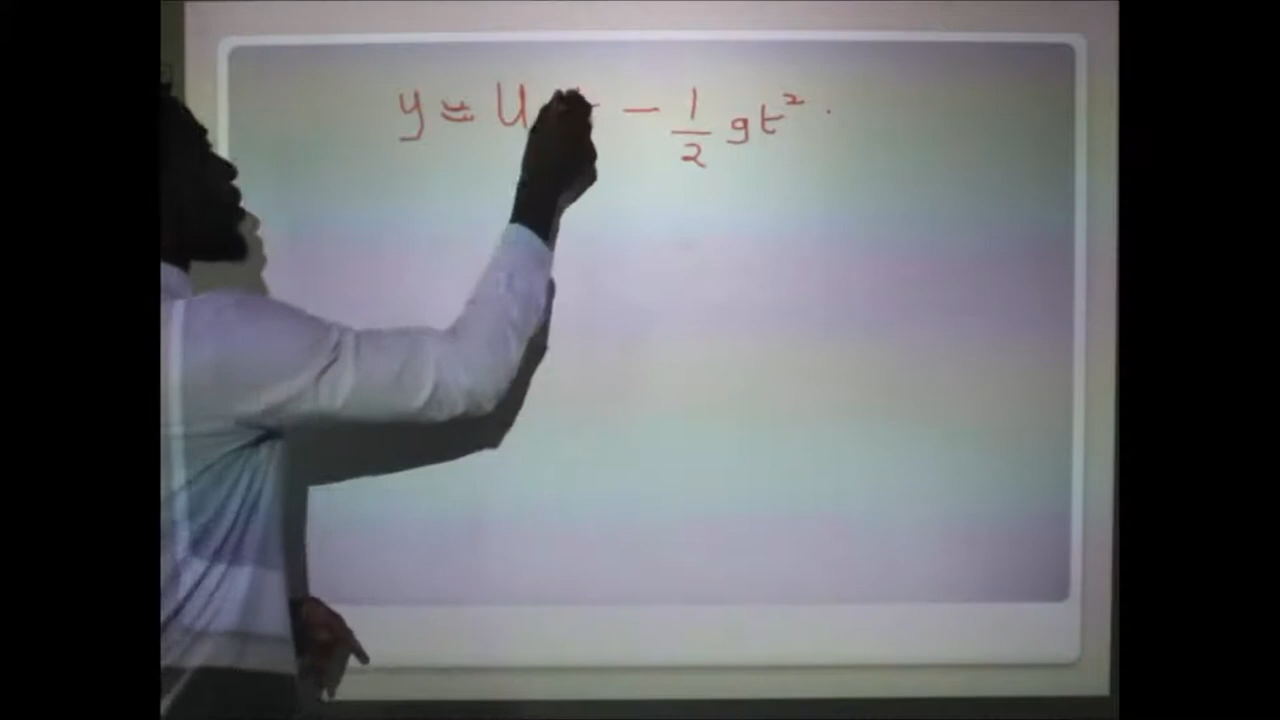 y = U t - 1/2 gt².